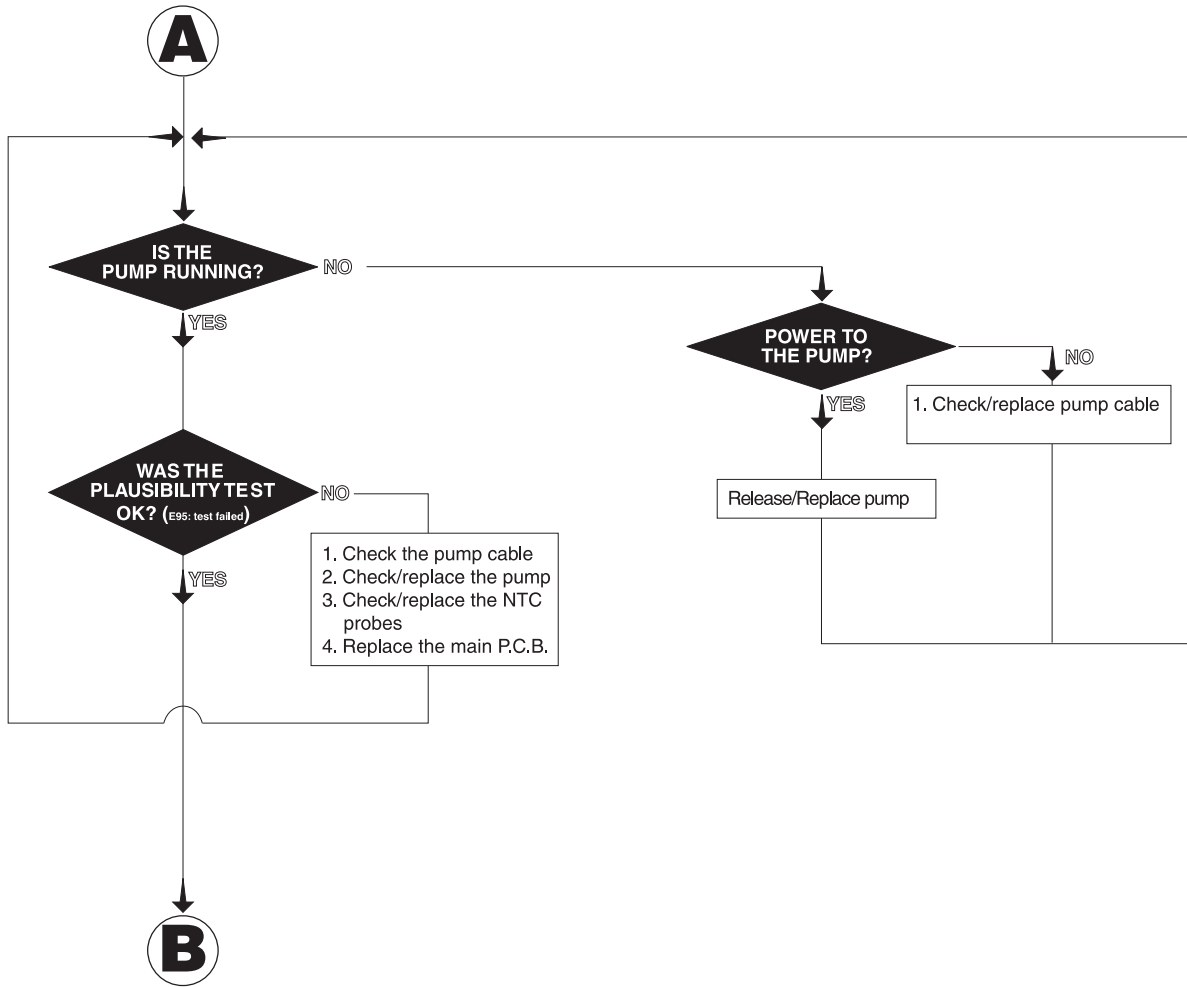 A
IS THE
PUMP RUNNING?
NO
YES
POWER TO
THE PUMP?
NO
YES
1. Check/replace pump cable
Release/Replace pump
WAS THE
PLAUSIBILITY TEST
OK? (E95: test failed)
NO
YES
1. Check the pump cable
2. Check/replace the pump
3. Check/replace the NTC
probes
4. Replace the main P.C.B.
B